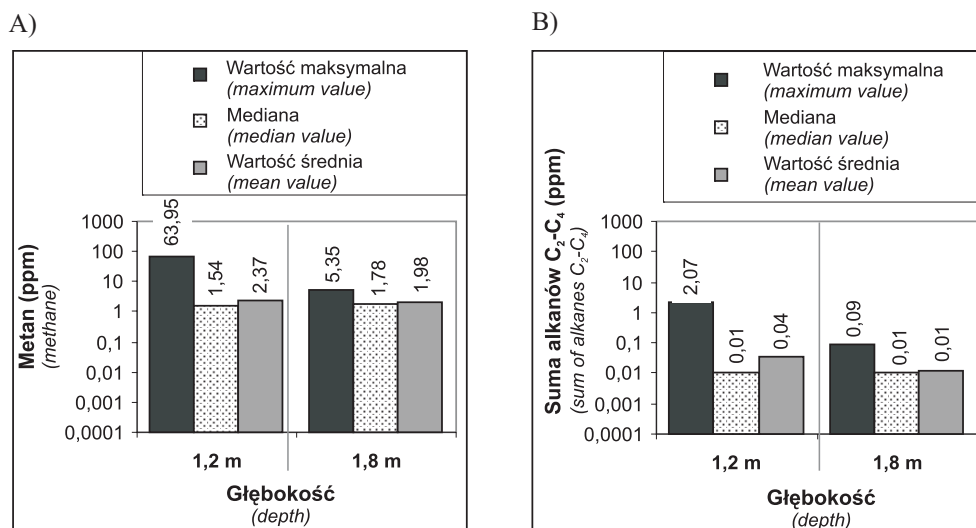 A)
Wartość maksymalna
(maximum value)
Mediana
(median value)
Wartość średnia
(mean value)
Metan (ppm)
(methane)
1000
100
10
1
0,1
0,01
0,001
0,0001
63,95
1,54
2,37
5,35
1,78
1,98
1,2 m
1,8 m
Głębokość
(depth)
B)
Wartość maksymalna
(maximum value)
Mediana
(median value)
Wartość średnia
(mean value)
Suma alkanów C₂-C₄ (ppm)
(sum of alkanes C₂-C₄)
1000
100
10
1
0,1
0,01
0,001
0,0001
2,07
0,01
0,04
0,09
0,01
0,01
1,2 m
1,8 m
Głębokość
(depth)